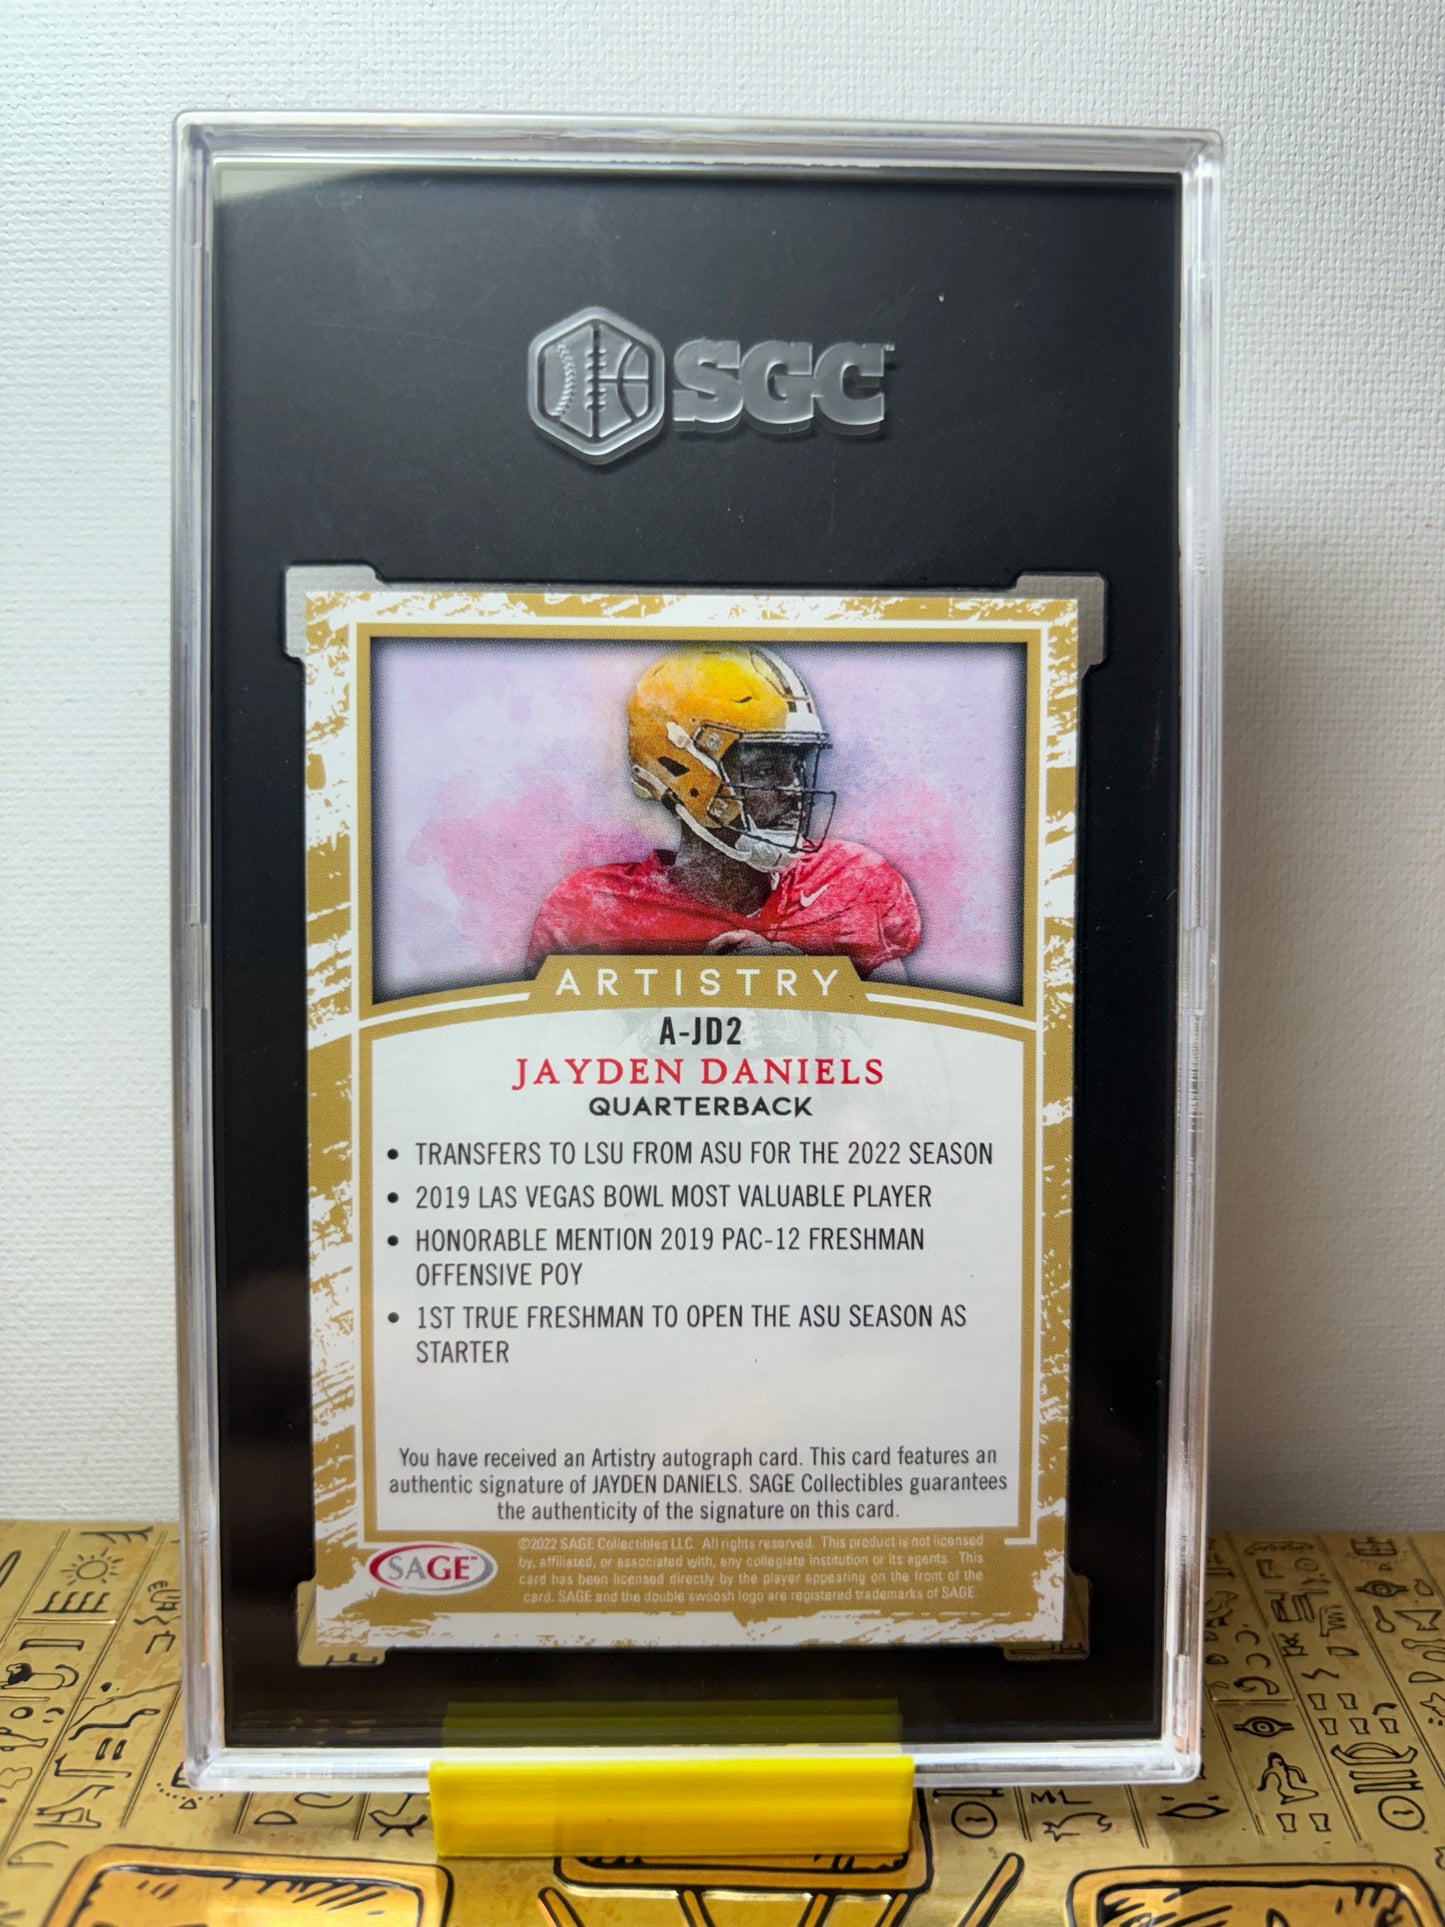 SGC
ARTISTRY
A-JD2
JAYDEN DANIELS
QUARTERBACK
• TRANSFERS TO LSU FROM ASU FOR THE 2022 SEASON
• 2019 LAS VEGAS BOWL MOST VALUABLE PLAYER
• HONORABLE MENTION 2019 PAC-12 FRESHMAN
OFFENSIVE POY
• 1ST TRUE FRESHMAN TO OPEN THE ASU SEASON AS
STARTER
You have received an Artistry autograph card. This card features an
authentic signature of JAYDEN DANIELS. SAGE Collectibles guarantees
the authenticity of the signature on this card.
SAGE™
©2022 SAGE Collectibles LLC. All rights reserved. This product is not licensed
by, affiliated, or associated with, any collegiate institution or its agents. This
card has been licensed directly by the player appearing on the front of the
card. SAGE and the double swoosh logo are registered trademarks of SAGE.